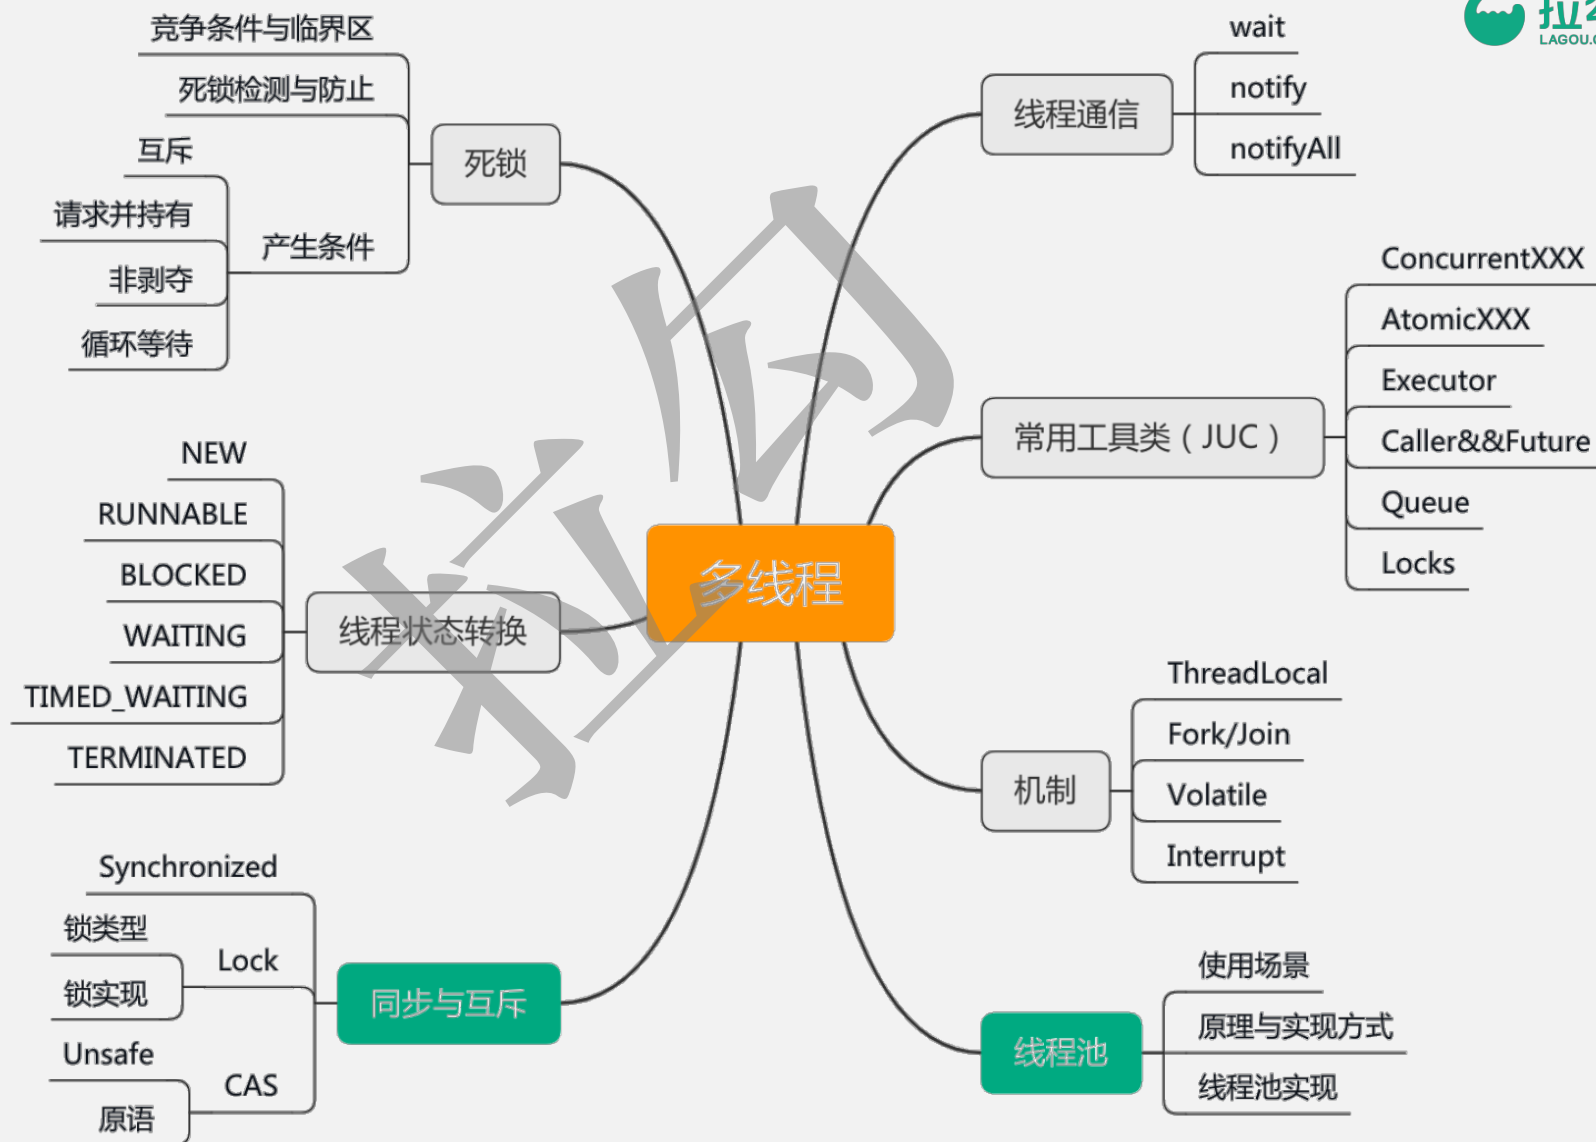 多线程
死锁
竞争条件与临界区
死锁检测与防止
产生条件
互斥
请求并持有
非剥夺
循环等待
线程状态转换
NEW
RUNNABLE
BLOCKED
WAITING
TIMED_WAITING
TERMINATED
同步与互斥
Synchronized
Lock
锁类型
锁实现
CAS
Unsafe
原语
线程通信
wait
notify
notifyAll
常用工具类（JUC）
ConcurrentXXX
AtomicXXX
Executor
Caller&&Future
Queue
Locks
机制
ThreadLocal
Fork/Join
Volatile
Interrupt
线程池
使用场景
原理与实现方式
线程池实现
拉勾
拉
LAGOU.